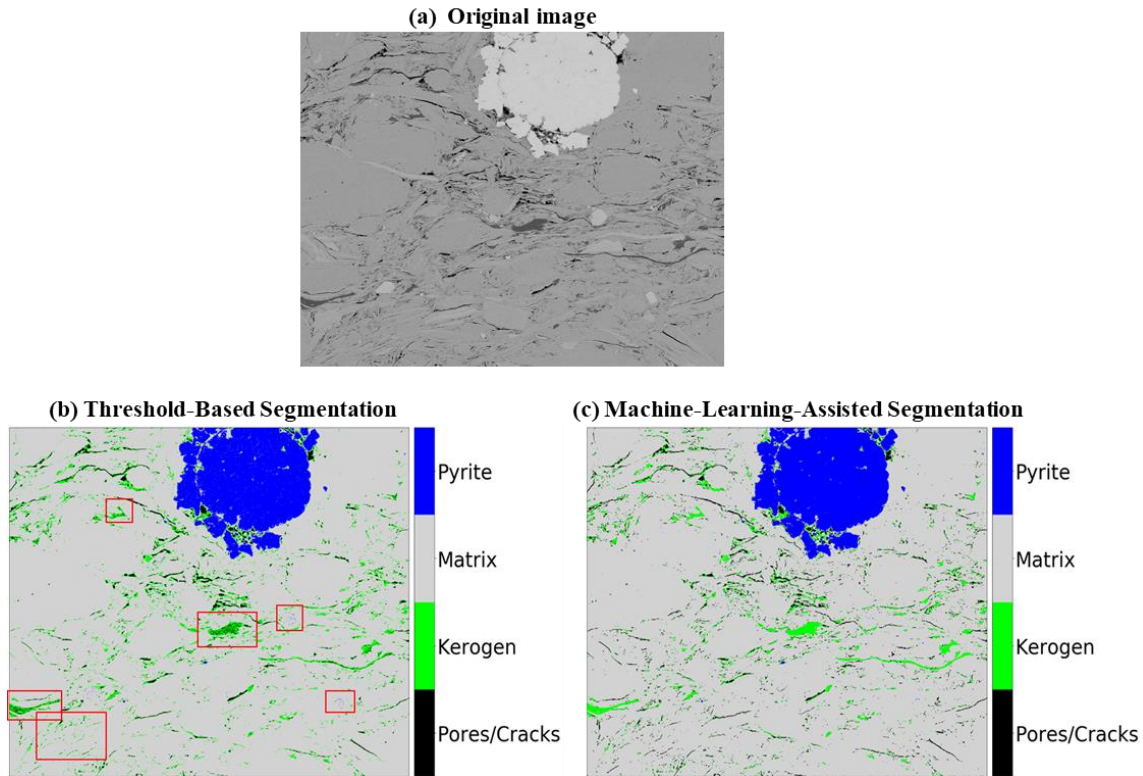 (a) Original image
(b) Threshold-Based Segmentation
(c) Machine-Learning-Assisted Segmentation
Pyrite
Matrix
Kerogen
Pores/Cracks
Pyrite
Matrix
Kerogen
Pores/Cracks